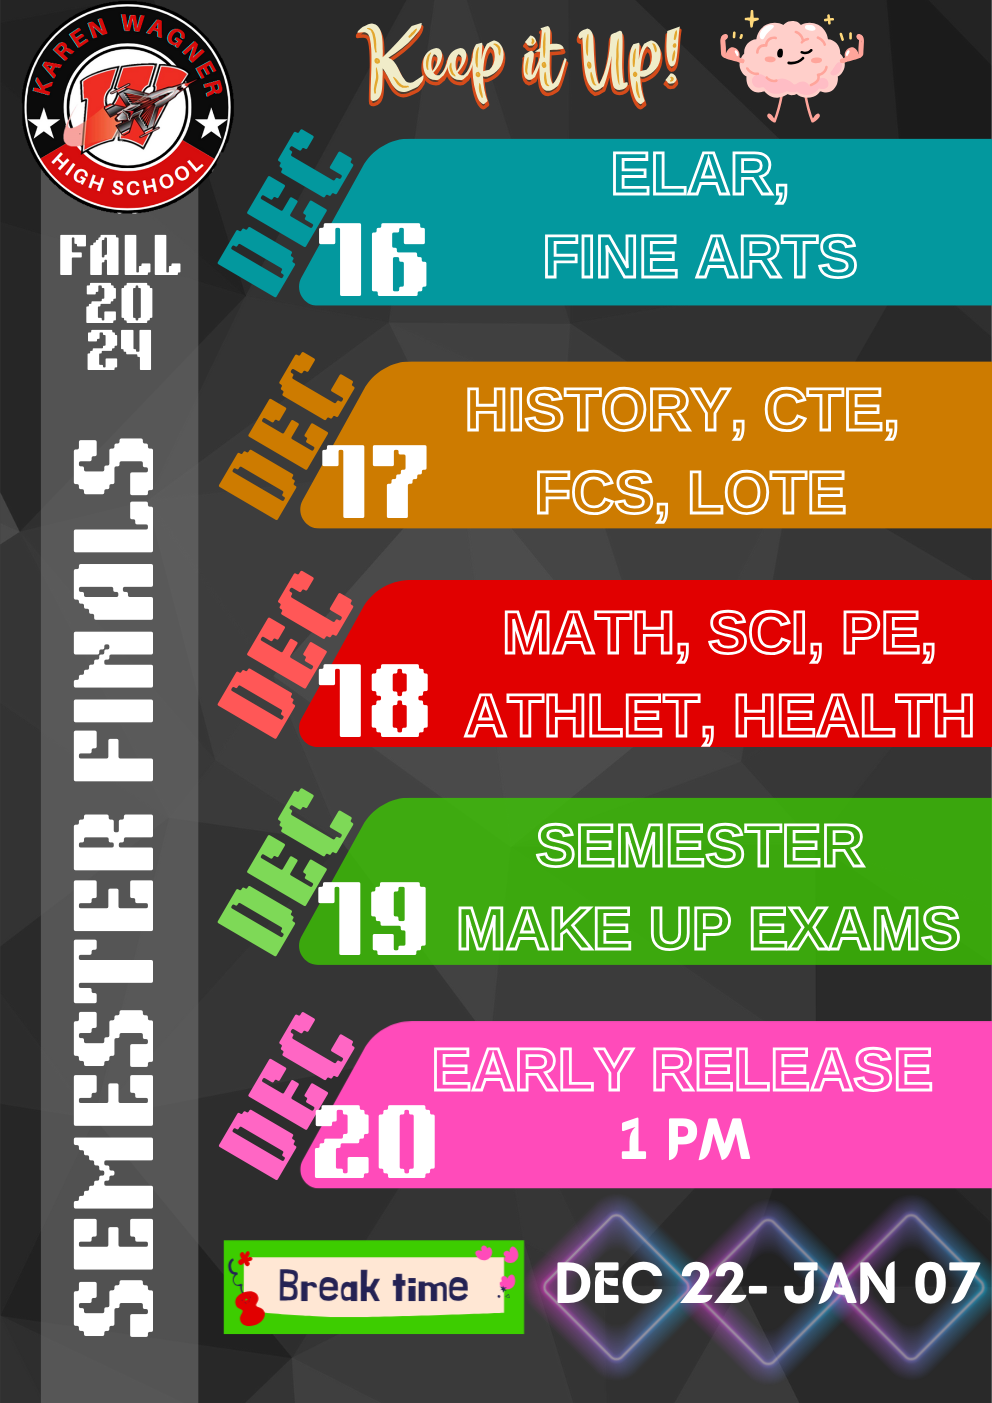 KAREN WAGNER
HIGH SCHOOL
Keep it Up!
FALL
20
24
SEMESTER FINALS
DEC
16
ELAR,
FINE ARTS
DEC
17
HISTORY, CTE,
FCS, LOTE
DEC
18
MATH, SCI, PE,
ATHLET, HEALTH
DEC
19
SEMESTER
MAKE UP EXAMS
DEC
20
EARLY RELEASE
1 PM
Break time
DEC 22- JAN 07